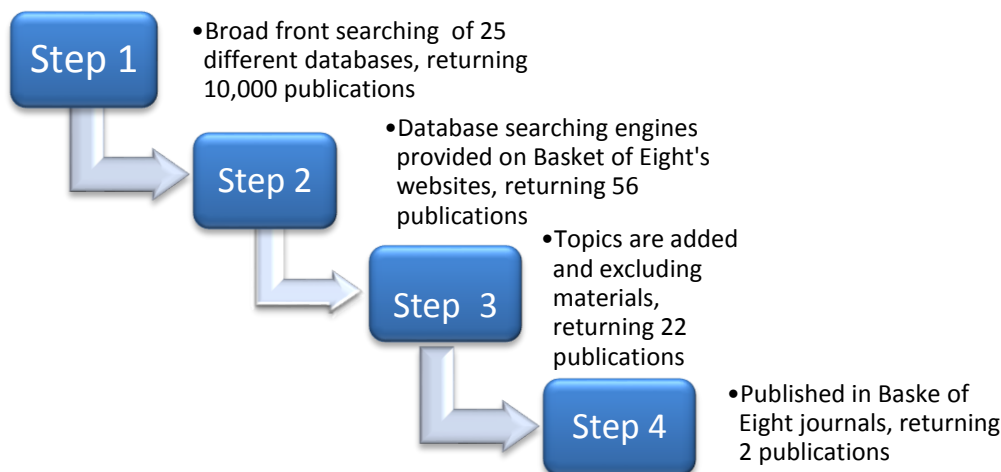 Step 1
•Broad front searching of 25
different databases, returning
10,000 publications
Step 2
•Database searching engines
provided on Basket of Eight's
websites, returning 56
publications
Step 3
•Topics are added
and excluding
materials,
returning 22
publications
Step 4
•Published in Baske of
Eight journals, returning
2 publications